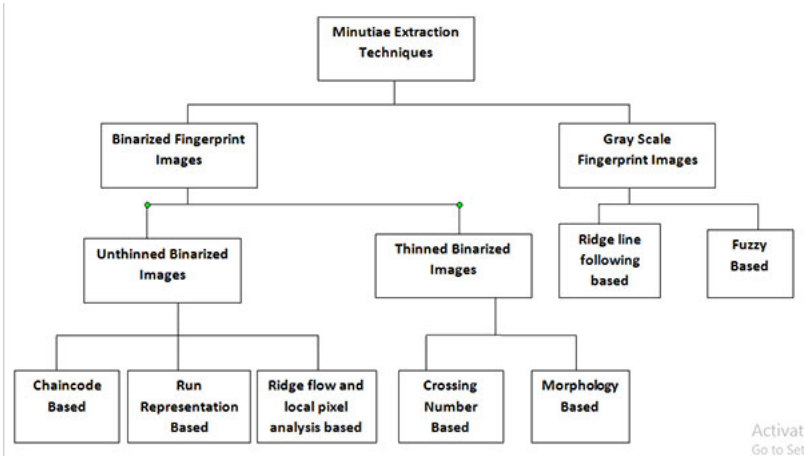 Minutiae Extraction
Techniques
Binarized Fingerprint
Images
Gray Scale
Fingerprint Images
Unthinned Binarized
Images
Thinned Binarized
Images
Ridge line
following
based
Fuzzy
Based
Chaincode
Based
Run
Representation
Based
Ridge flow and
local pixel
analysis based
Crossing
Number
Based
Morphology
Based
Activat
Go to Set